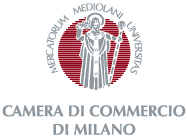 MERCATORUM MEDIOLANI UNIVERSITAS
CAMERA DI COMMERCIO
DI MILANO